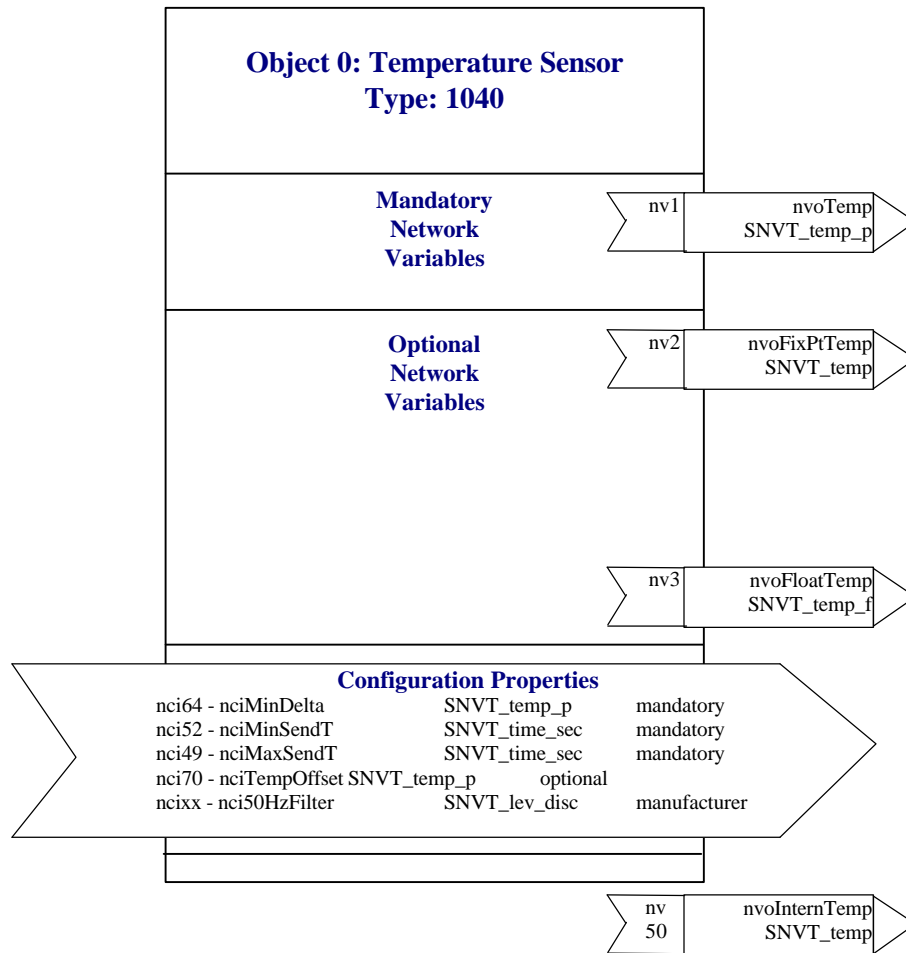 Object 0: Temperature Sensor
Type: 1040
Mandatory
Network
Variables
nv1 nvoTemp
SNVT_temp_p
Optional
Network
Variables
nv2 nvoFixPtTemp
SNVT_temp
nv3 nvoFloatTemp
SNVT_temp_f
Configuration Properties
nci64 - nciMinDelta SNVT_temp_p mandatory
nci52 - nciMinSendT SNVT_time_sec mandatory
nci49 - nciMaxSendT SNVT_time_sec mandatory
nci70 - nciTempOffset SNVT_temp_p optional
ncixx - nci50HzFilter SNVT_lev_disc manufacturer
nv nvoInternTemp
50 SNVT_temp